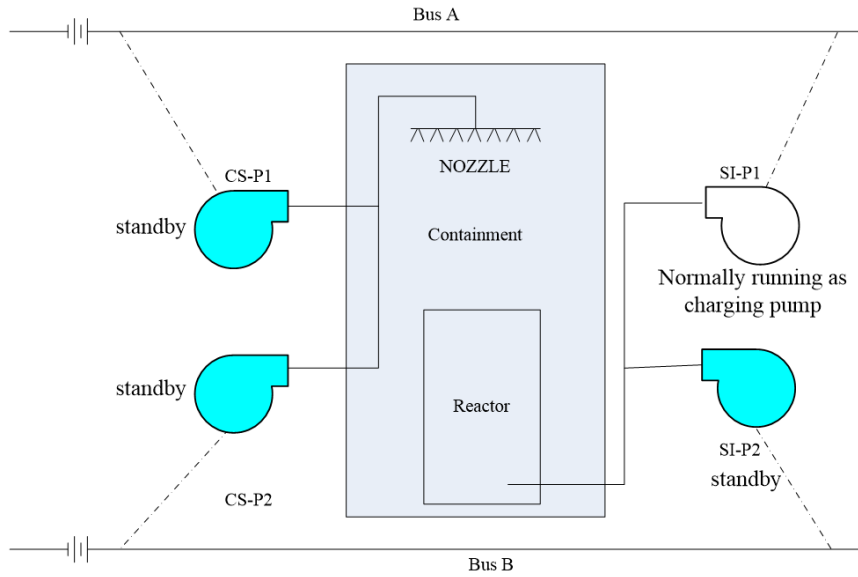 Bus A
CS-P1
standby
NOZZLE
Containment
SI-P1
Normally running as
charging pump
standby
Reactor
CS-P2
SI-P2
standby
Bus B